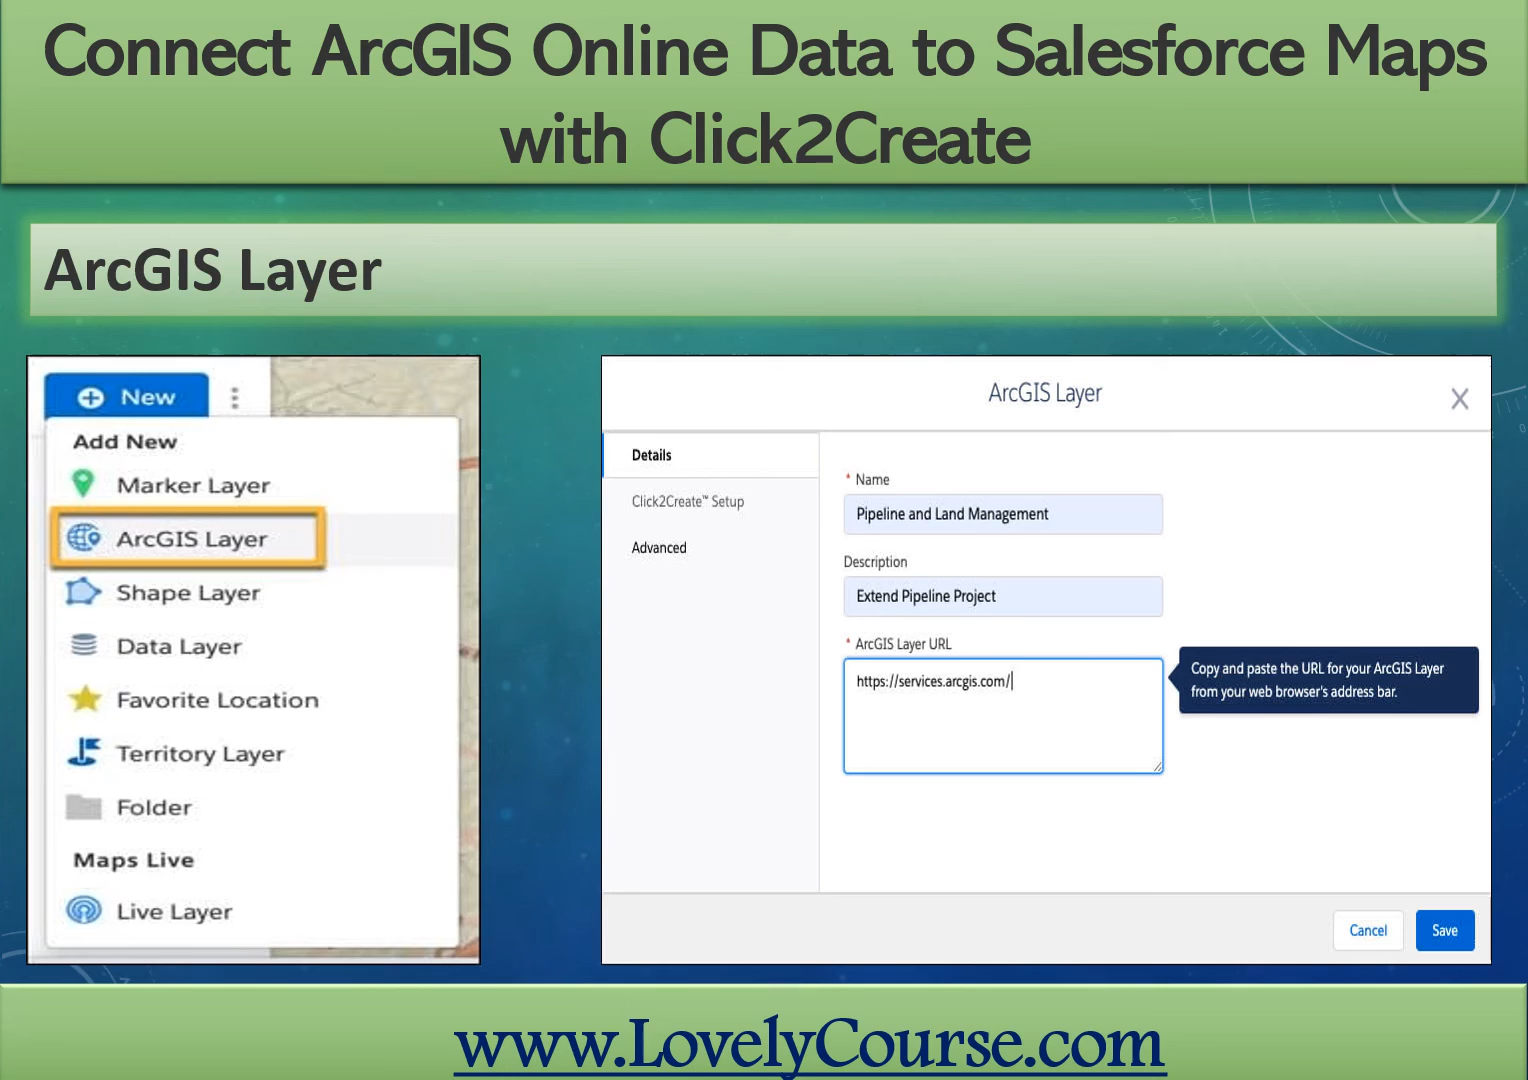 Connect ArcGIS Online Data to Salesforce Maps
with Click2Create
ArcGIS Layer
New
Add New
Marker Layer
ArcGIS Layer
Shape Layer
Data Layer
Favorite Location
Territory Layer
Folder
Maps Live
Live Layer
ArcGIS Layer
X
Details
Click2Create™ Setup
Advanced
* Name
Pipeline and Land Management
Description
Extend Pipeline Project
* ArcGIS Layer URL
https://services.arcgis.com/
Copy and paste the URL for your ArcGIS Layer
from your web browser's address bar.
Cancel
Save
www.LovelyCourse.com